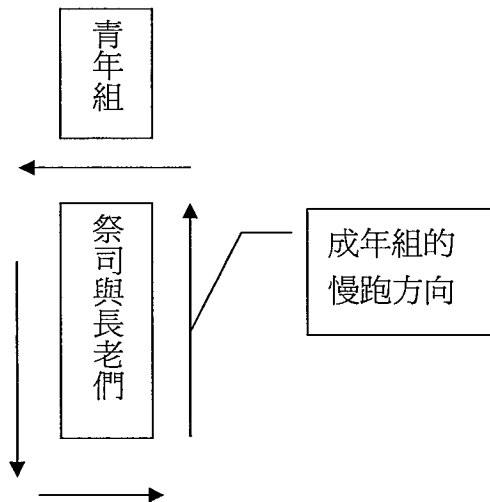 青年組
祭司與長老們
成年組的
慢跑方向